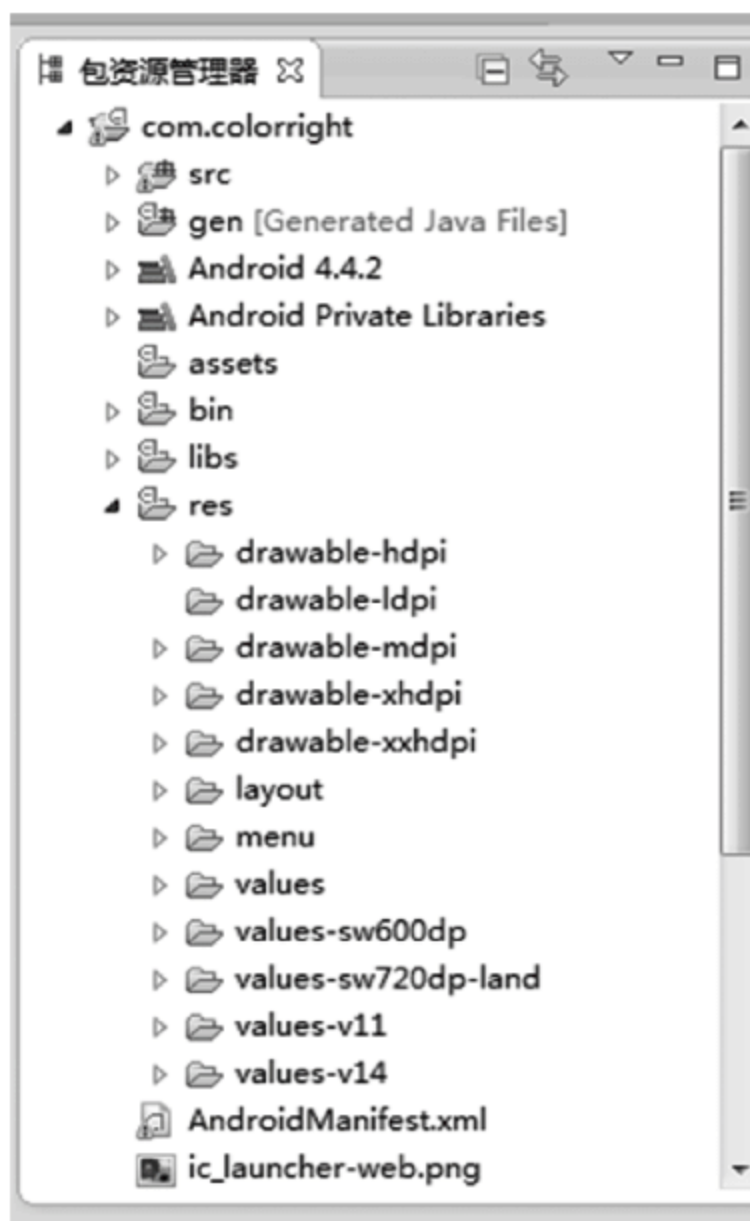 包资源管理器
com.colorright
src
gen [Generated Java Files]
Android 4.4.2
Android Private Libraries
assets
bin
libs
res
drawable-hdpi
drawable-ldpi
drawable-mdpi
drawable-xhdpi
drawable-xxhdpi
layout
menu
values
values-sw600dp
values-sw720dp-land
values-v11
values-v14
AndroidManifest.xml
ic_launcher-web.png